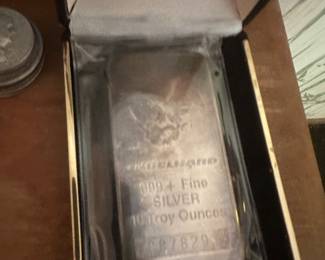 ENGELHARD
999 + Fine
SILVER
10 Troy Ounces